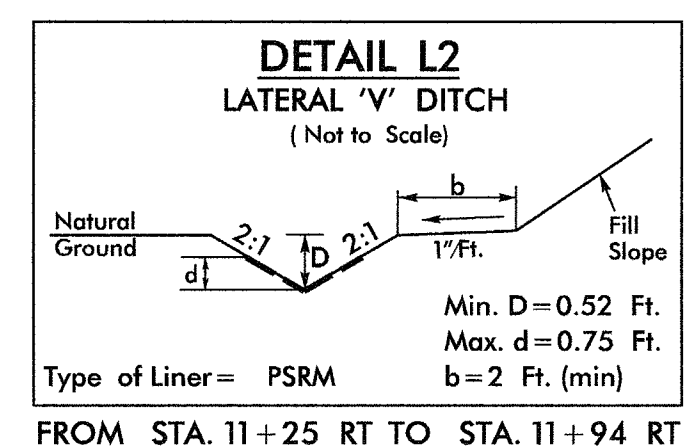 DETAIL L2
LATERAL 'V' DITCH
( Not to Scale)
b
Natural
Ground
2:1
D
2:1
d
1"/Ft.
Fill
Slope
Min. D=0.52 Ft.
Max. d=0.75 Ft.
Type of Liner= PSRM
b=2 Ft. (min)
FROM STA. 11+25 RT TO STA. 11+94 RT